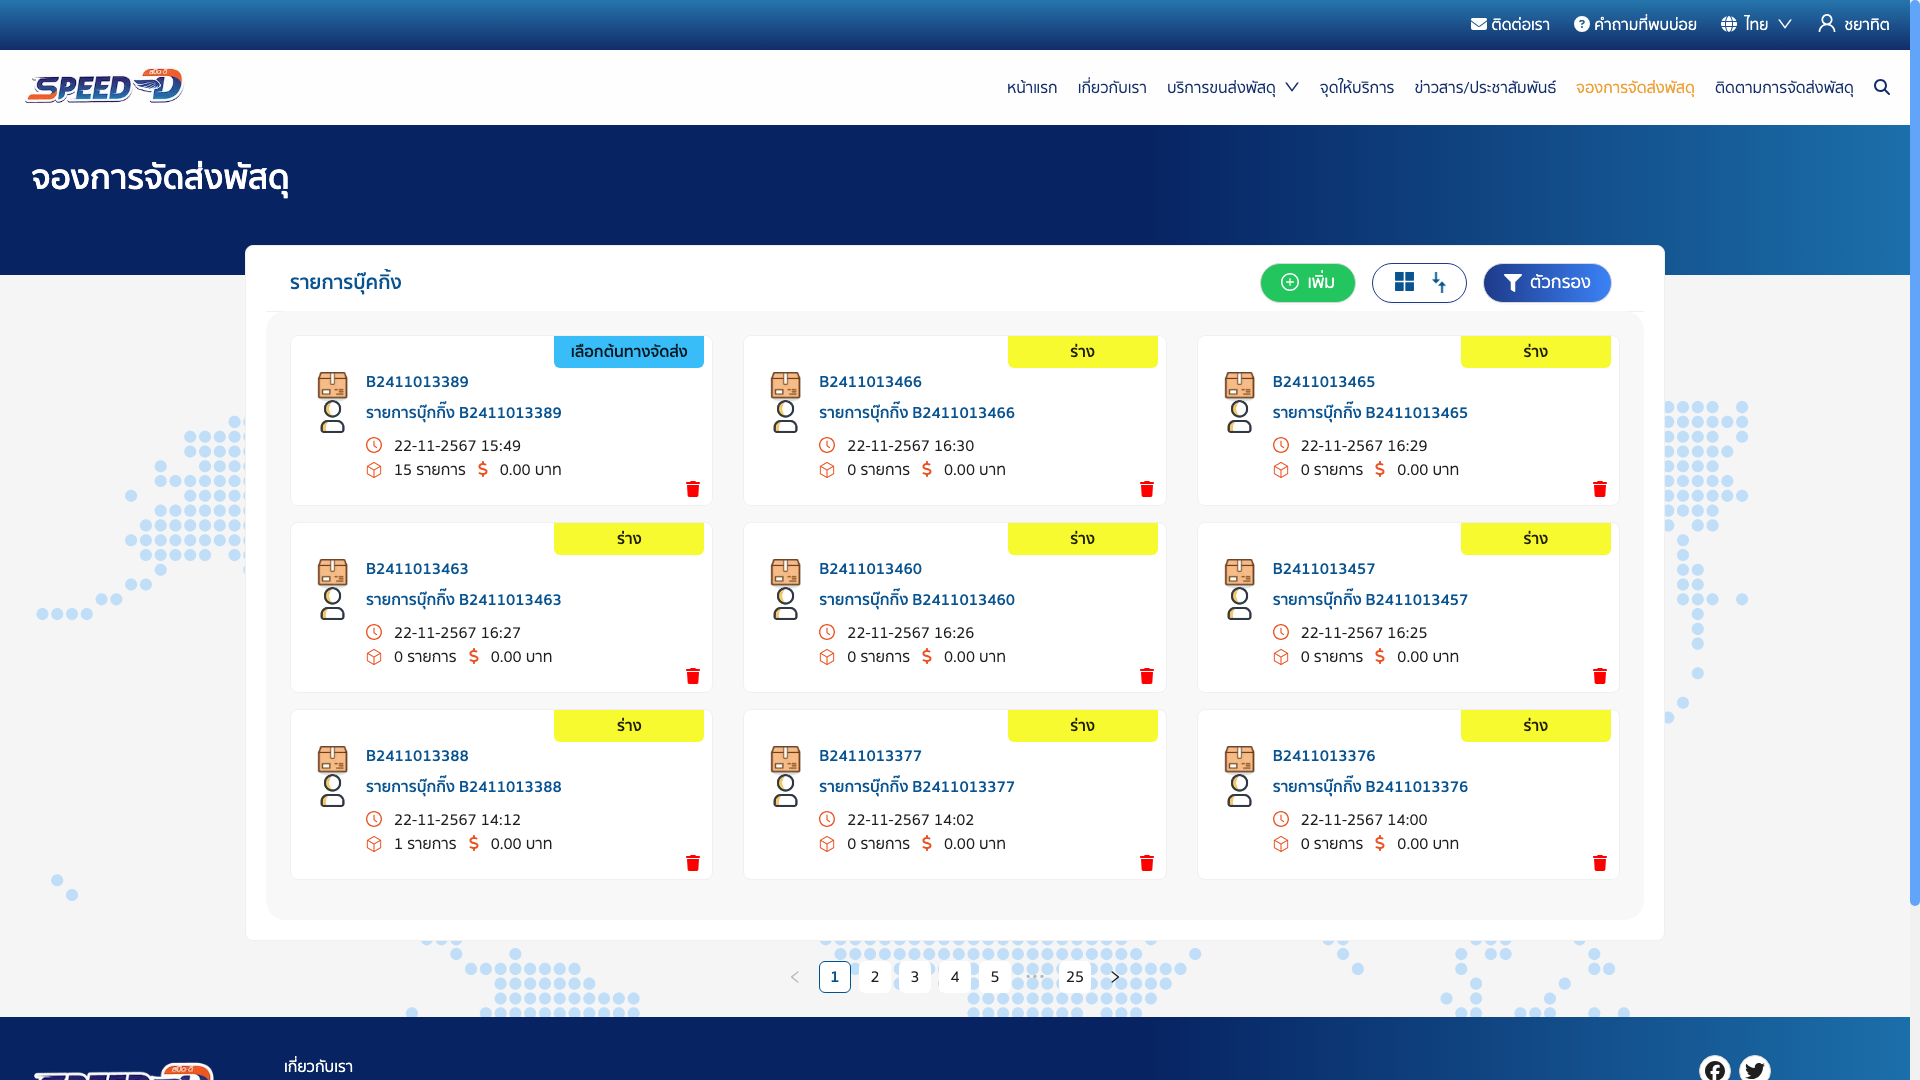 ติดต่อเรา คำถามที่พบบ่อย ไทย ชยาทิต
SPEED-D หน้าแรก เกี่ยวกับเรา บริการขนส่งพัสดุ จุดให้บริการ ข่าวสาร/ประชาสัมพันธ์ จองการจัดส่งพัสดุ ติดตามการจัดส่งพัสดุ
จองการจัดส่งพัสดุ
รายการบุ๊คกิ้ง เพิ่ม ตัวกรอง
เลือกต้นทางจัดส่ง
B2411013389
รายการบุ๊กกิ๊ง B2411013389
22-11-2567 15:49
15 รายการ 0.00 บาท
ร่าง
B2411013466
รายการบุ๊กกิ๊ง B2411013466
22-11-2567 16:30
0 รายการ 0.00 บาท
ร่าง
B2411013465
รายการบุ๊กกิ๊ง B2411013465
22-11-2567 16:29
0 รายการ 0.00 บาท
ร่าง
B2411013463
รายการบุ๊กกิ๊ง B2411013463
22-11-2567 16:27
0 รายการ 0.00 บาท
ร่าง
B2411013460
รายการบุ๊กกิ๊ง B2411013460
22-11-2567 16:26
0 รายการ 0.00 บาท
ร่าง
B2411013457
รายการบุ๊กกิ๊ง B2411013457
22-11-2567 16:25
0 รายการ 0.00 บาท
ร่าง
B2411013388
รายการบุ๊กกิ๊ง B2411013388
22-11-2567 14:12
1 รายการ 0.00 บาท
ร่าง
B2411013377
รายการบุ๊กกิ๊ง B2411013377
22-11-2567 14:02
0 รายการ 0.00 บาท
ร่าง
B2411013376
รายการบุ๊กกิ๊ง B2411013376
22-11-2567 14:00
0 รายการ 0.00 บาท
1 2 3 4 5 ••• 25
เกี่ยวกับเรา